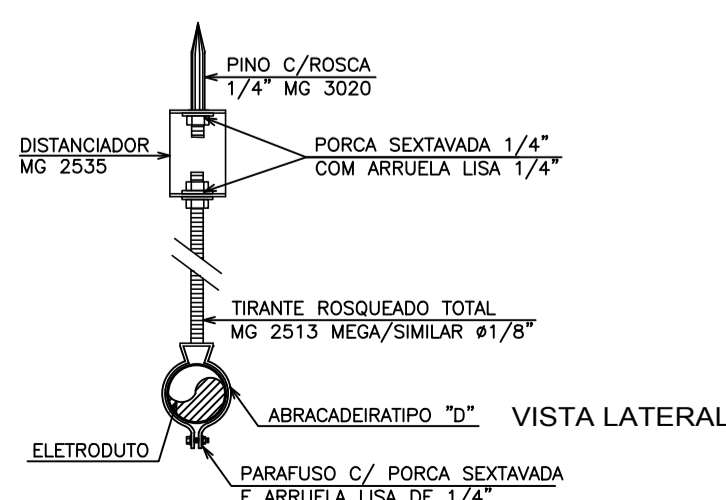 PINO C/ROSCA
1/4” MG 3020
DISTANCIADOR
MG 2535
PORCA SEXTAVADA 1/4”
COM ARRUELA LISA 1/4”
TIRANTE ROSQUEADO TOTAL
MG 2513 MEGA/SIMILAR ø1/8”
ABRACADEIRATIPO ”D”
VISTA LATERAL
ELETRODUTO
PARAFUSO C/ PORCA SEXTAVADA
E ARRUELA LISA DE 1/4”